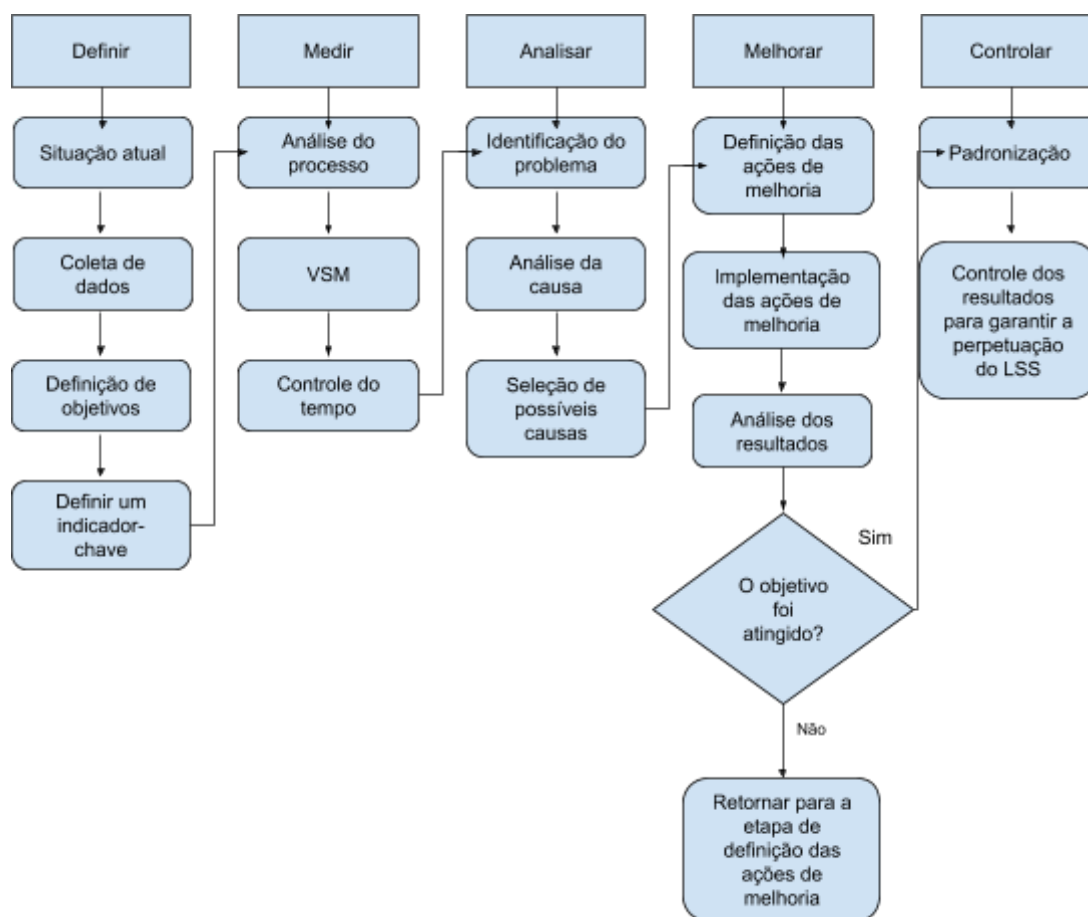 Definir
Situação atual
Coleta de
dados
Definição de
objetivos
Definir um
indicador-
chave
Medir
Análise do
processo
VSM
Controle do
tempo
Analisar
Identificação do
problema
Análise da
causa
Seleção de
possíveis
causas
Melhorar
Definição das
ações de
melhoria
Implementação
das ações de
melhoria
Análise dos
resultados
O objetivo
foi
atingido?
Sim
Não
Retornar para a
etapa de
definição das
ações de
melhoria
Controlar
Padronização
Controle dos
resultados
para garantir a
perpetuação
do LSS